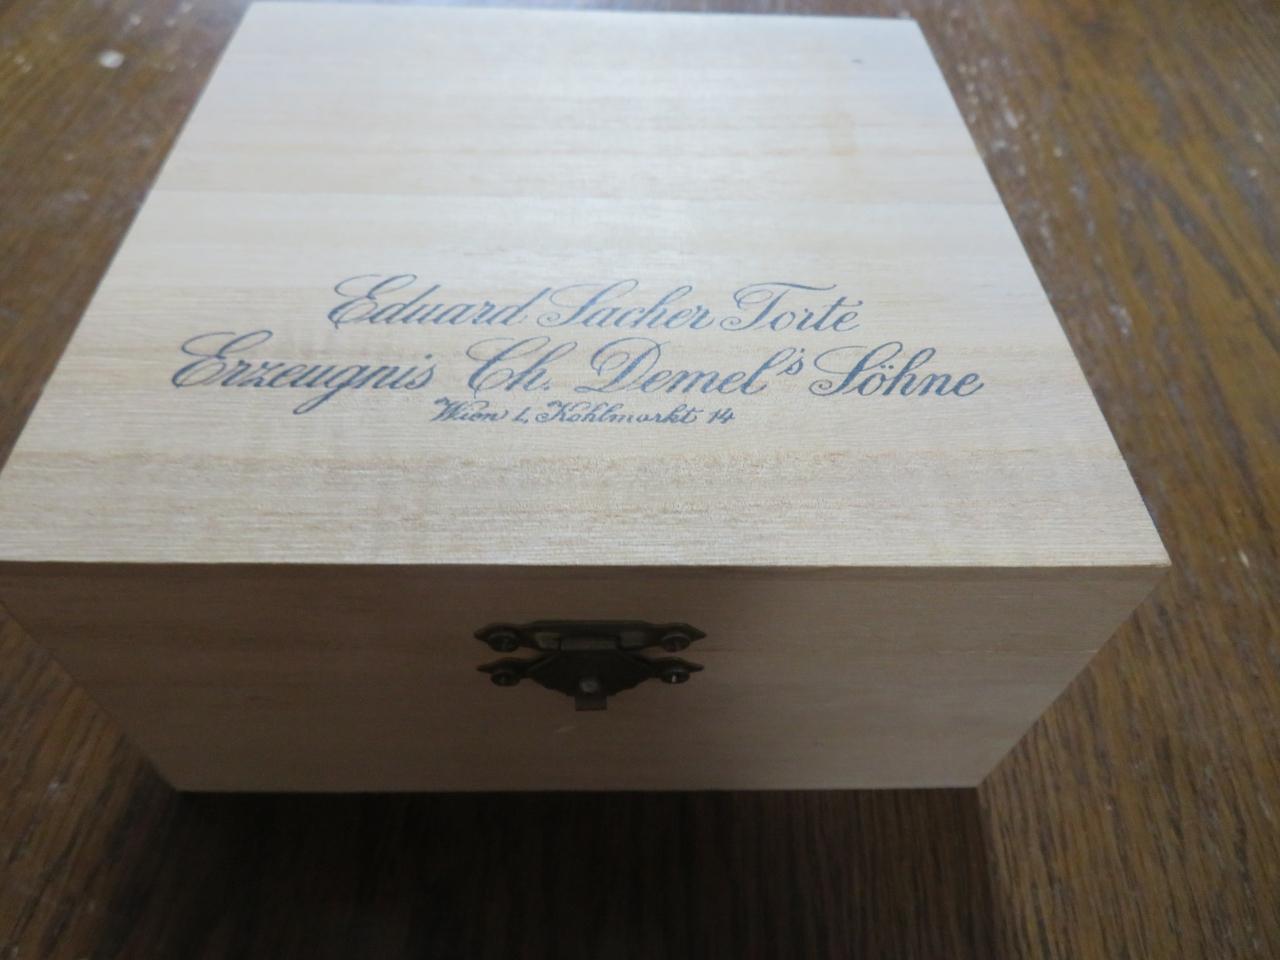 Eduard Sacher Torte
Erzeugnis Ch. Demel's Söhne
Wien 1, Kohlmarkt 14